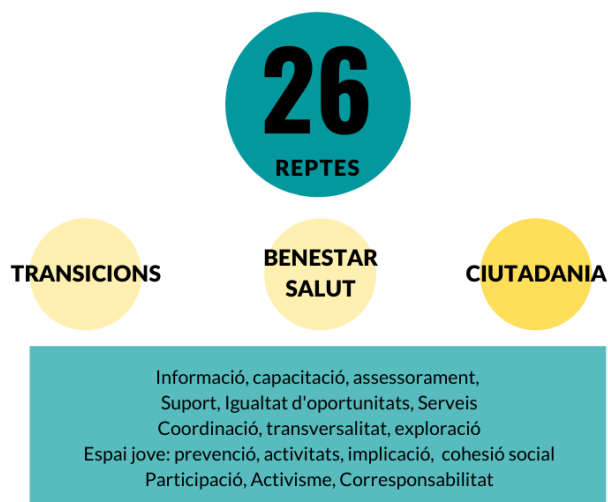 26
REPTES
TRANSICIONS
BENESTAR
SALUT
CIUTADANIA
Informació, capacitació, assessorament,
Suport, Igualtat d'oportunitats, Serveis
Coordinació, transversalitat, exploració
Espai jove: prevenció, activitats, implicació, cohesió social
Participació, Activisme, Corresponsabilitat